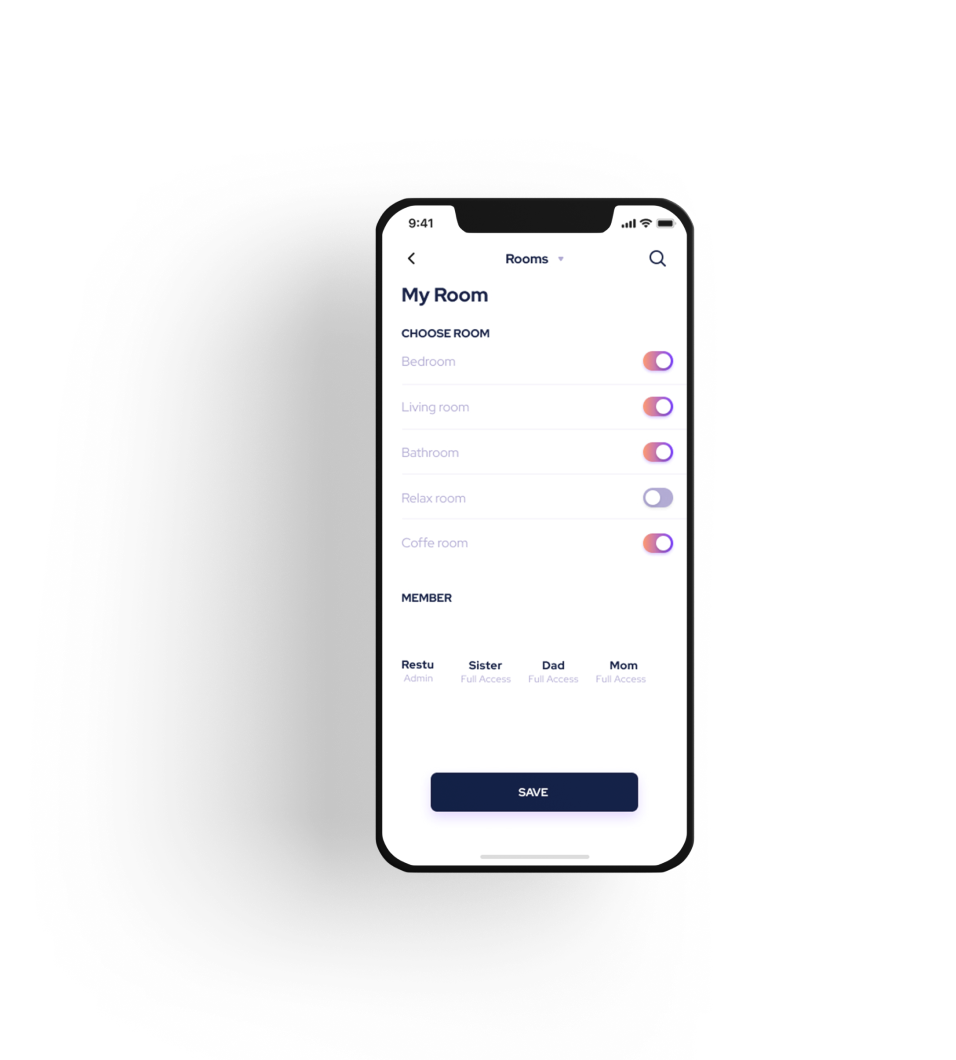 9:41
Rooms
My Room
CHOOSE ROOM
Bedroom
Living room
Bathroom
Relax room
Coffe room
MEMBER
Restu Sister Dad Mom
Admin Full Access Full Access Full Access
SAVE